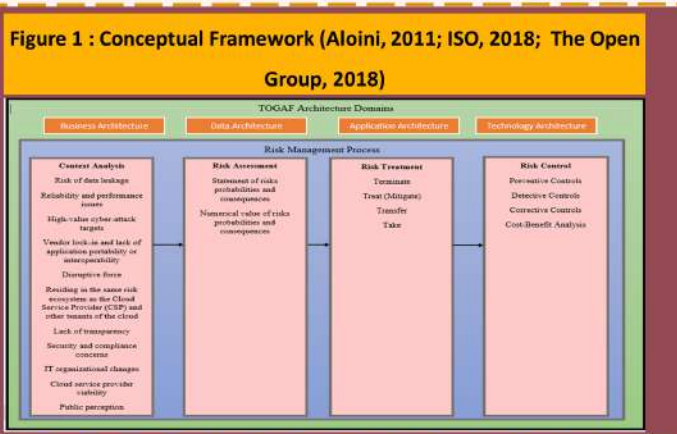 Figure 1 : Conceptual Framework (Aloini, 2011; ISO, 2018; The Open
Group, 2018)
TOGAF Architecture Domains
Business Architecture
Data Architecture
Application Architecture
Technology Architecture
Risk Management Process
Context Analysis
Risk of data leakage
Reliability and performance
issues
High-value cyber-attack
targets
Vendor lock-in and lack of
application portability or
interoperability
Disruptive force
Residing in the same risk
ecosystem as the Cloud
Service Provider (CSP) and
other tenants of the cloud
Lack of transparency
Security and compliance
concerns
IT organizational changes
Cloud service provider
viability
Public perception
Risk Assessment
Statement of risks
probabilities and
consequences
Numerical value of risks
probabilities and
consequences
Risk Treatment
Terminate
Treat (Mitigate)
Transfer
Take
Risk Control
Preventive Controls
Detective Controls
Corrective Controls
Cost-Benefit Analysis